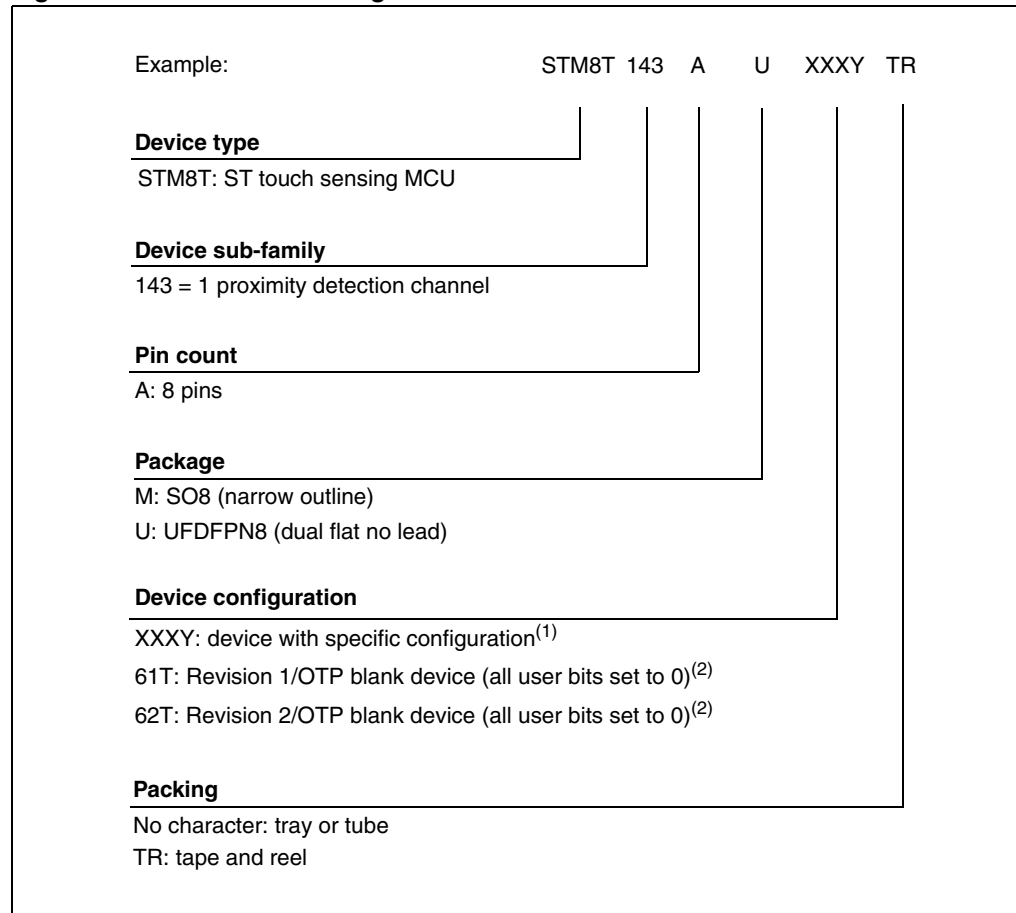 Example: STM8T 143 A U XXXY TR
Device type
STM8T: ST touch sensing MCU
Device sub-family
143 = 1 proximity detection channel
Pin count
A: 8 pins
Package
M: SO8 (narrow outline)
U: UFDFPN8 (dual flat no lead)
Device configuration
XXXY: device with specific configuration(1)
61T: Revision 1/OTP blank device (all user bits set to 0)(2)
62T: Revision 2/OTP blank device (all user bits set to 0)(2)
Packing
No character: tray or tube
TR: tape and reel